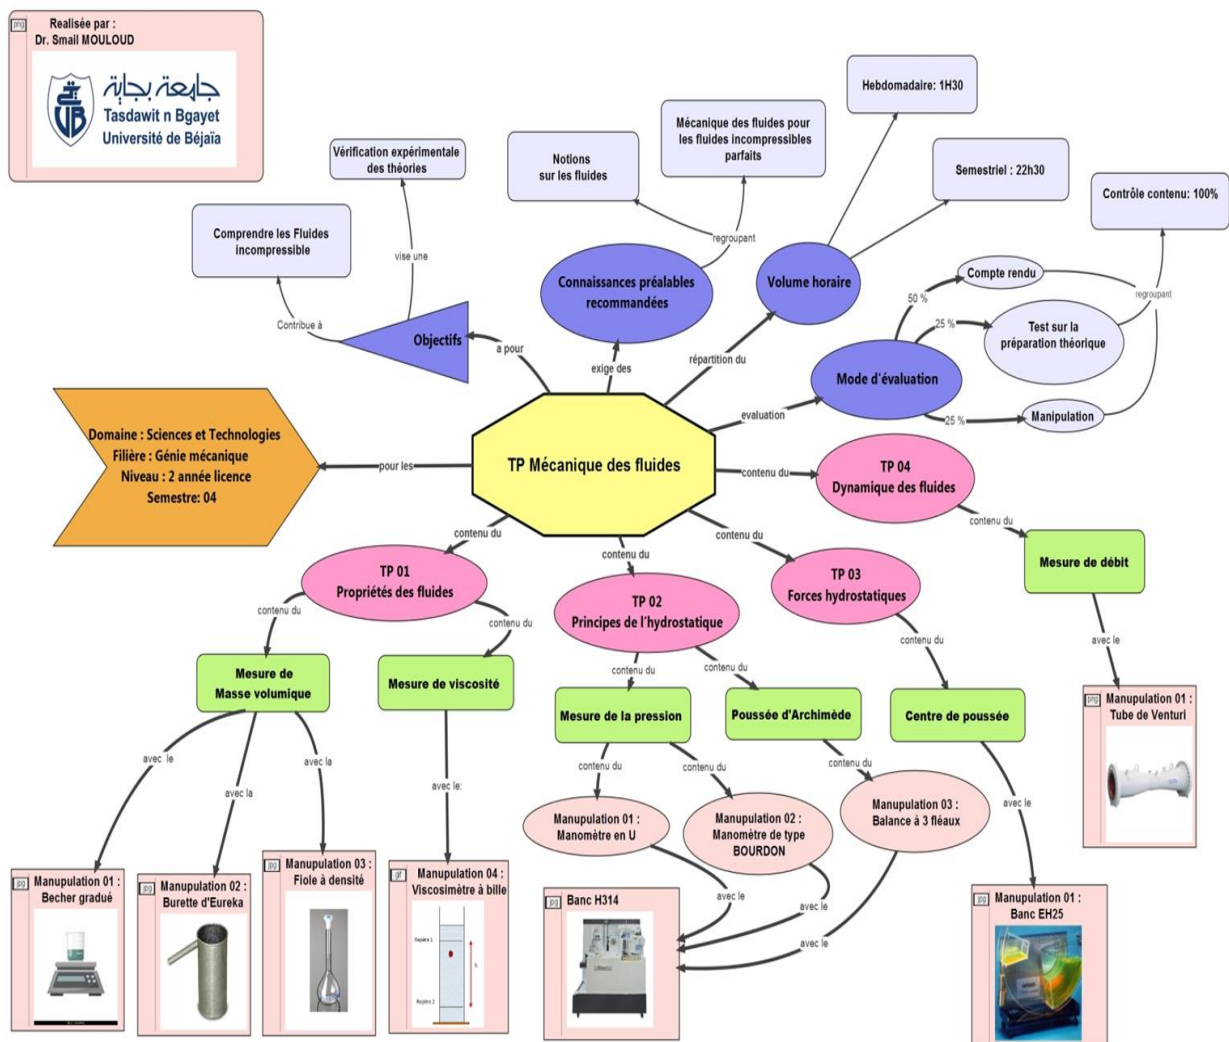 png
Realisée par :
Dr. Smail MOULOUD
جامعة بجاية
Tasdawit n Bgayet
Université de Béjaïa
UB
Hebdomadaire: 1H30
Mécanique des fluides pour
les fluides incompressibles
parfaits
Notions
sur les fluides
Vérification expérimentale
des théories
Semestriel : 22h30
Contrôle contenu: 100%
Comprendre les Fluides
incompressible
vise une
regroupant
Connaissances préalables
recommandées
Volume horaire
Compte rendu
regroupant
50 %
Contribue à
Objectifs
25 %
Test sur la
préparation théorique
a pour
exige des
répartition du
Mode d'évaluation
evaluation
25 %
Manipulation
Domaine : Sciences et Technologies
Filière : Génie mécanique
Niveau : 2 année licence
Semestre: 04
pour les
TP Mécanique des fluides
contenu du
TP 04
Dynamique des fluides
contenu du
contenu du
contenu du
contenu du
Mesure de débit
TP 01
Propriétés des fluides
TP 02
Principes de l'hydrostatique
TP 03
Forces hydrostatiques
contenu du
contenu du
contenu du
contenu du
contenu du
avec le
Mesure de
Masse volumique
Mesure de viscosité
Mesure de la pression
Poussée d'Archimède
Centre de poussée
png
Manupulation 01 :
Tube de Venturi
avec le
avec la
avec la
avec le:
contenu du
contenu du
contenu du
avec le
Manipulation 01 :
Manomètre en U
Manipulation 02 :
Manomètre de type
BOURDON
Manupulation 03 :
Balance à 3 fléaux
jpg
Manupulation 01 :
Becher gradué
jpg
Manupulation 02 :
Burette d'Eureka
jpg
Manupulation 03 :
Fiole à densité
gif
Manupulation 04 :
Viscosimètre à bille
Repère 1
h
Repère 2
avec le
avec le
avec le
jpg
Banc H314
jpg
Manupulation 01 :
Banc EH25